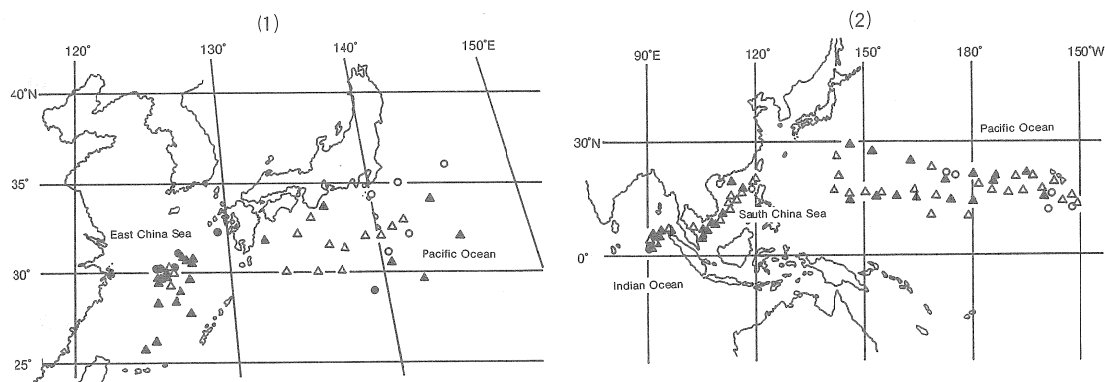 (1)
120° 130° 140° 150°E
40°N
35°
East China Sea
Pacific Ocean
30°
25°
(2)
90°E 120° 150° 180° 150°W
Pacific Ocean
30°N
Sauth China Sea
0°
Indian Ocean